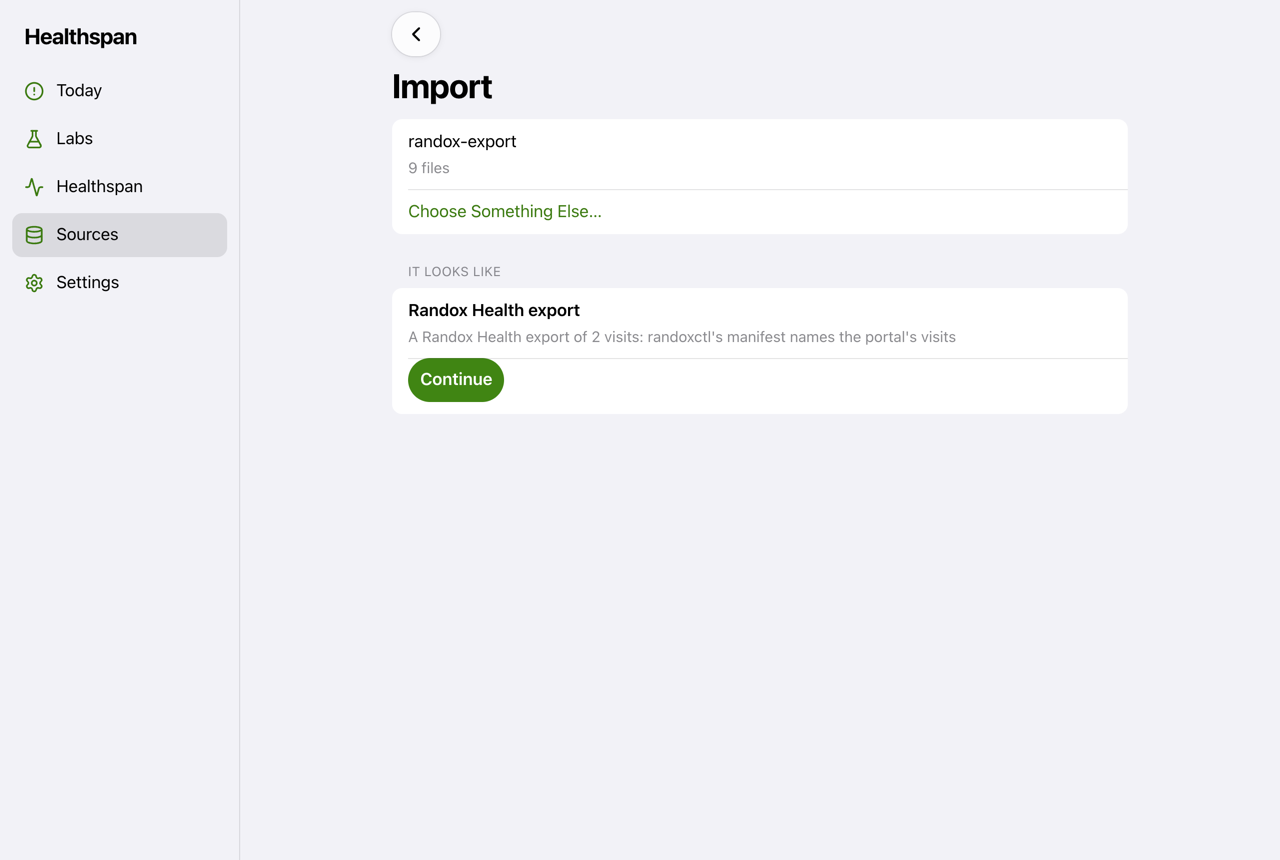 Healthspan
Today
Labs
Healthspan
Sources
Settings
Import
randox-export
9 files
Choose Something Else...
IT LOOKS LIKE
Randox Health export
A Randox Health export of 2 visits: randoxctl's manifest names the portal's visits
Continue